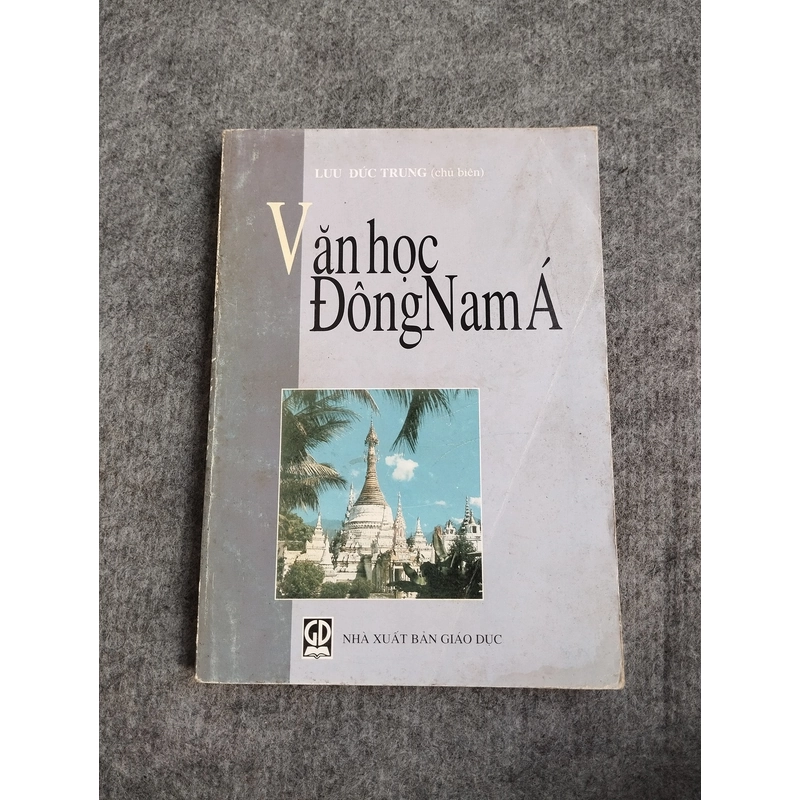 LƯU ĐỨC TRUNG (chủ biên)
Văn học
Đông Nam Á
GD
NHÀ XUẤT BẢN GIÁO DỤC